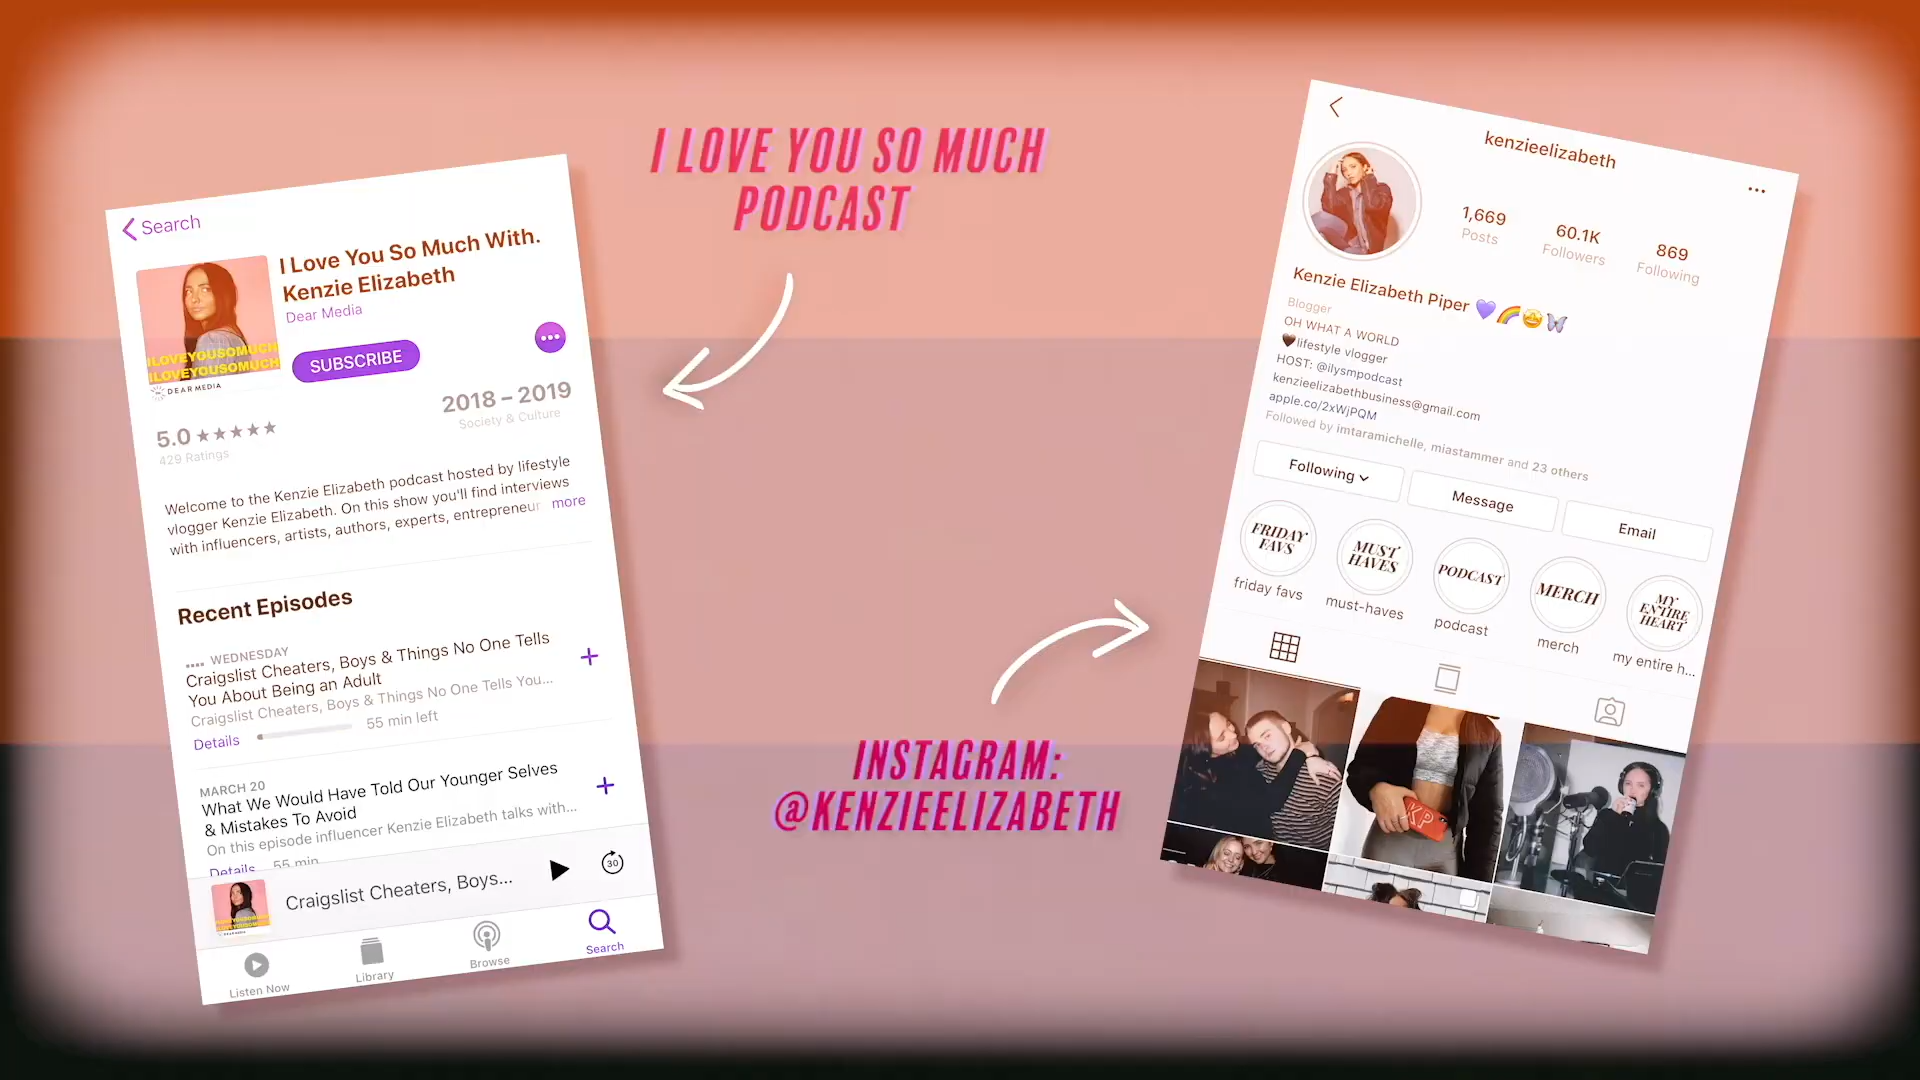 I LOVE YOU SO MUCH
PODCAST
Search
I Love You So Much With.
Kenzie Elizabeth
Dear Media
ILOVEYOUSOMUCH
ILOVEYOUSOMUCH
DEAR MEDIA
SUBSCRIBE
5.0 ★★★★★
429 Ratings
2018 – 2019
Society & Culture
Welcome to the Kenzie Elizabeth podcast hosted by lifestyle
vlogger Kenzie Elizabeth. On this show you'll find interviews
with influencers, artists, authors, experts, entrepreneur more
Recent Episodes
WEDNESDAY
Craigslist Cheaters, Boys & Things No One Tells
You About Being an Adult
Craigslist Cheaters, Boys & Things No One Tells You...
Details 55 min left
MARCH 20
What We Would Have Told Our Younger Selves
& Mistakes To Avoid
On this episode influencer Kenzie Elizabeth talks with...
Details 55 min
Craigslist Cheaters, Boys...
30
Listen Now
Library
Browse
Search
kenzieelizabeth
1,669
Posts
60.1K
Followers
869
Following
Kenzie Elizabeth Piper 💜🌈🤩🦋
Blogger
OH WHAT A WORLD
🖤lifestyle vlogger
HOST: @ilysmpodcast
kenzieelizabethbusiness@gmail.com
apple.co/2xWjPQM
Followed by imtaramichelle, miastammer and 23 others
Following
Message
Email
FRIDAY
FAVS
MUST
HAVES
PODCAST
MERCH
MY
ENTIRE
HEART
friday favs
must-haves
podcast
merch
my entire h...
KP
INSTAGRAM:
@KENZIEELIZABETH